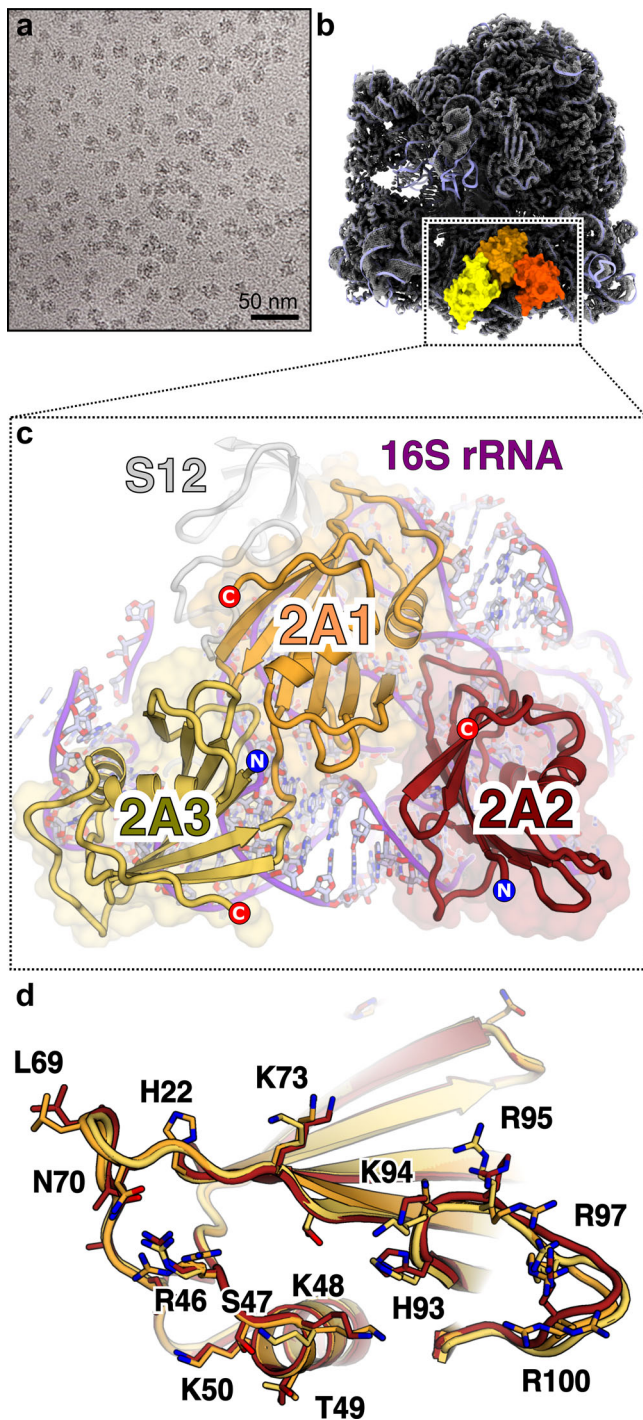 a
b
50 nm
c
S12
16S rRNA
C
2A1
C
N
2A3
2A2
N
C
d
L69
H22
K73
R95
N70
K94
R97
R46
S47
K48
H93
K50
T49
R100